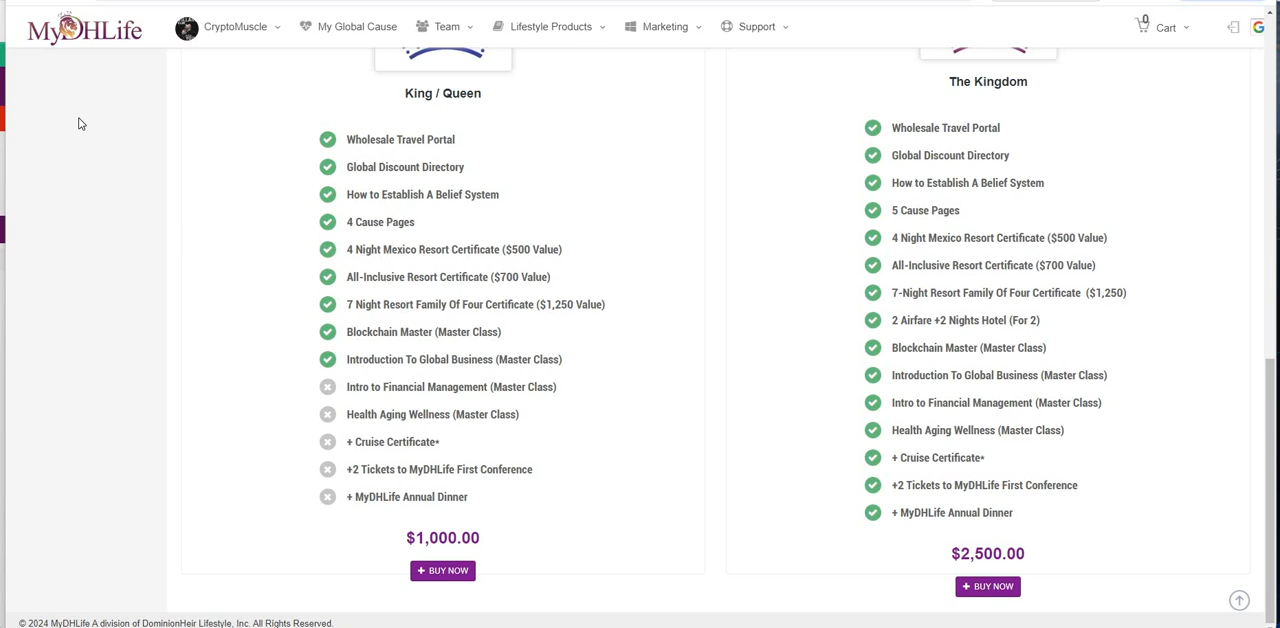 MyDHLife
CryptoMuscle
My Global Cause
Team
Lifestyle Products
Marketing
Support
0
Cart
King / Queen
Wholesale Travel Portal
Global Discount Directory
How to Establish A Belief System
4 Cause Pages
4 Night Mexico Resort Certificate ($500 Value)
All-Inclusive Resort Certificate ($700 Value)
7 Night Resort Family Of Four Certificate ($1,250 Value)
Blockchain Master (Master Class)
Introduction To Global Business (Master Class)
Intro to Financial Management (Master Class)
Health Aging Wellness (Master Class)
+ Cruise Certificate*
+2 Tickets to MyDHLife First Conference
+ MyDHLife Annual Dinner
$1,000.00
+ BUY NOW
The Kingdom
Wholesale Travel Portal
Global Discount Directory
How to Establish A Belief System
5 Cause Pages
4 Night Mexico Resort Certificate ($500 Value)
All-Inclusive Resort Certificate ($700 Value)
7-Night Resort Family Of Four Certificate ($1,250)
2 Airfare +2 Nights Hotel (For 2)
Blockchain Master (Master Class)
Introduction To Global Business (Master Class)
Intro to Financial Management (Master Class)
Health Aging Wellness (Master Class)
+ Cruise Certificate*
+2 Tickets to MyDHLife First Conference
+ MyDHLife Annual Dinner
$2,500.00
+ BUY NOW
© 2024 MyDHLife A division of DominionHeir Lifestyle, Inc. All Rights Reserved.